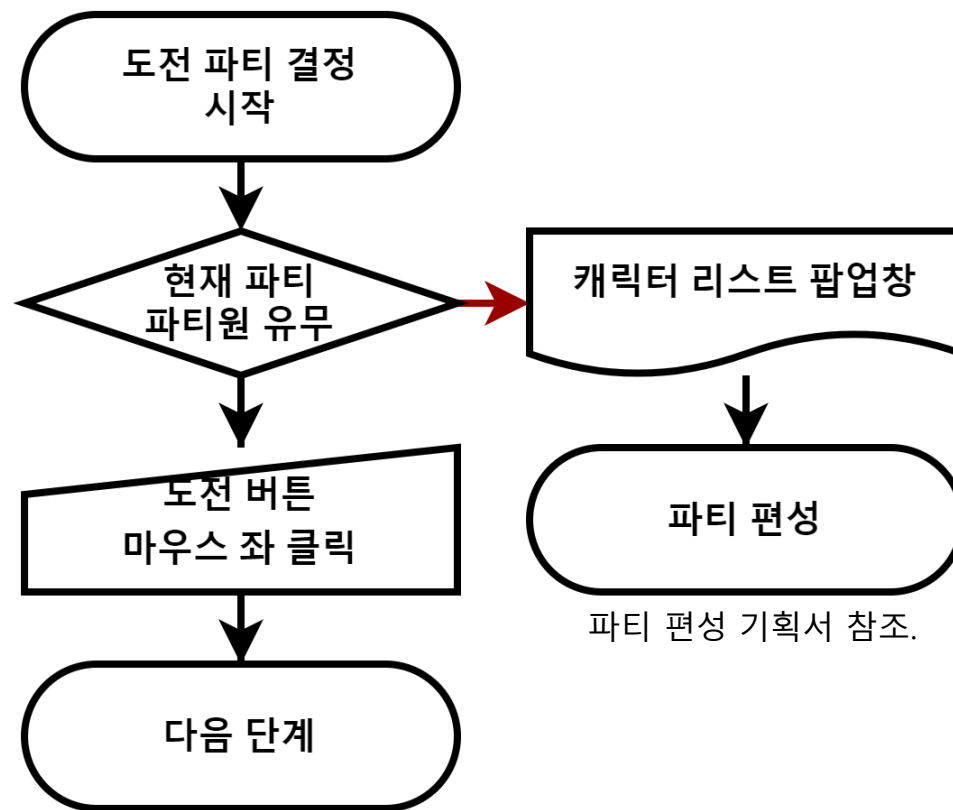 도전 파티 결정
시작
현재 파티
파티원 유무
캐릭터 리스트 팝업창
도전 버튼
마우스 좌 클릭
파티 편성
파티 편성 기획서 참조.
다음 단계